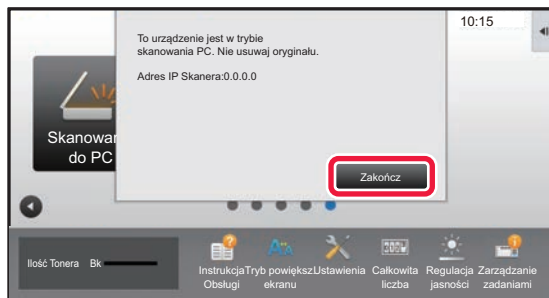 10:15
To urządzenie jest w trybie
skanowania PC. Nie usuwaj oryginału.
Adres IP Skanera:0.0.0.0
Skanowan
do PC
Zakończ
Ilość Tonera Bk
Instrukcja
Obsługi
Tryb powiększ
ekranu
Ustawienia
Całkowita
liczba
Regulacja
jasności
Zarządzanie
zadaniami